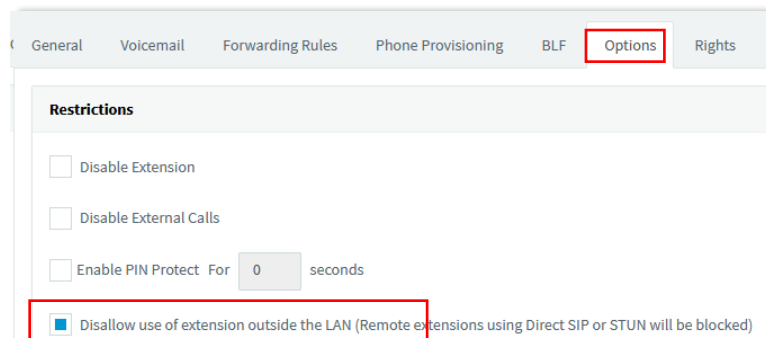 General Voicemail Forwarding Rules Phone Provisioning BLF Options Rights
Restrictions
Disable Extension
Disable External Calls
Enable PIN Protect For 0 seconds
Disallow use of extension outside the LAN (Remote extensions using Direct SIP or STUN will be blocked)